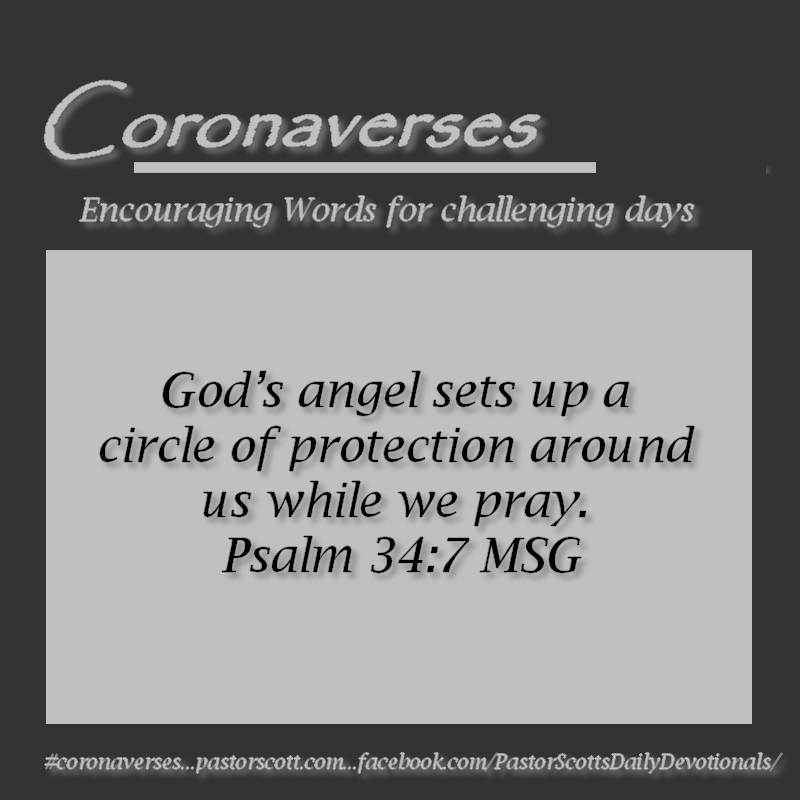 Coronaverses
Encouraging Words for challenging days
God’s angel sets up a
circle of protection around
us while we pray.
Psalm 34:7 MSG
#coronaverses...pastorscott.com...facebook.com/PastorScottsDailyDevotionals/